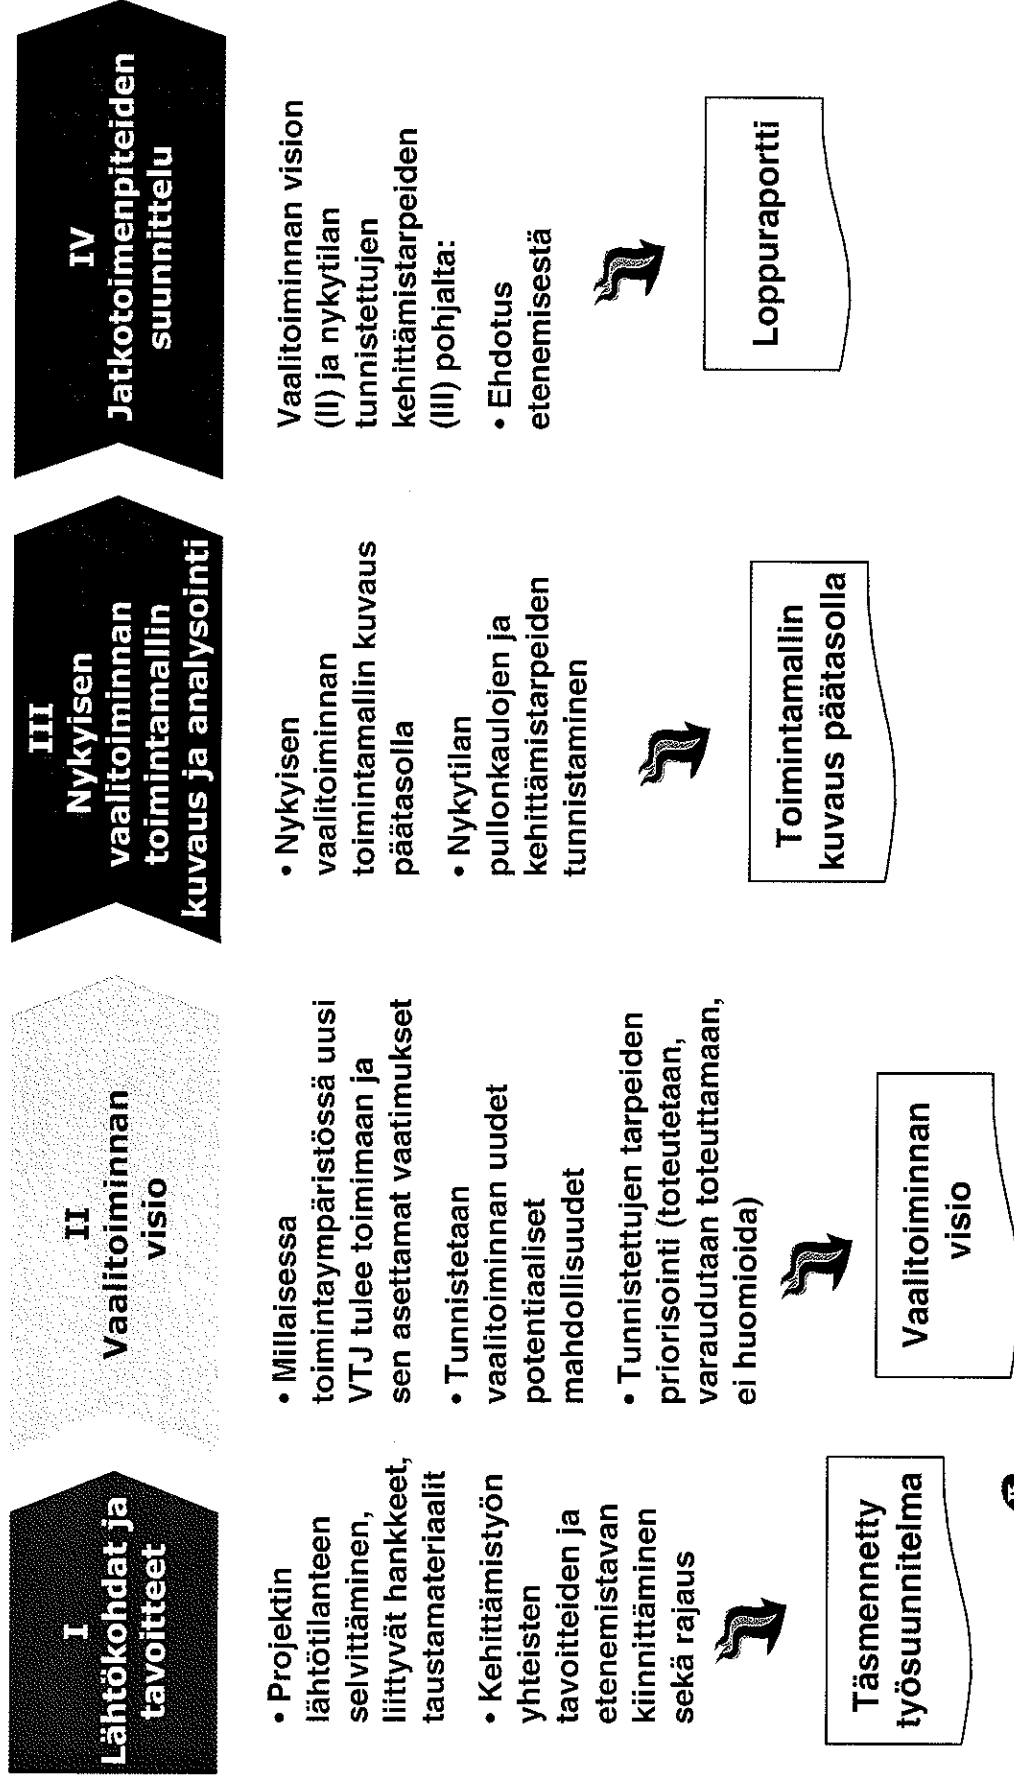 I
Lähtökohdat ja
tavoitteet
• Projektin
lähtötilanteen
selvittäminen,
liittyvät hankkeet,
taustamateriaalit
• Kehittämistyön
yhteisten
tavoitteiden ja
etenemistavan
kiinnittäminen
sekä rajaus
Täsmennetty
työsuunnitelma
II
Vaalitoiminnan
visio
• Millaisessa
toimintaympäristössä uusi
VTJ tulee toimimaan ja
sen asettamat vaatimukset
• Tunnistetaan
vaalitoiminnan uudet
potentiaaliset
mahdollisuudet
• Tunnistettujen tarpeiden
priorisointi (toteutetaan,
varaudutaan toteuttamaan,
ei huomioida)
Vaalitoiminnan
visio
III
Nykyisen
vaalitoiminnan
toimintamallin
kuvaus ja analysointi
• Nykyisen
vaalitoiminnan
toimintamallin kuvaus
päätasolla
• Nykytilan
pullonkaulojen ja
kehittämistarpeiden
tunnistaminen
Toimintamallin
kuvaus päätasolla
IV
Jatkotoimenpiteiden
suunnittelu
Vaalitoiminnan vision
(II) ja nykytilan
tunnistettujen
kehittämistarpeiden
(III) pohjalta:
• Ehdotus
etenemisestä
Loppuraportti